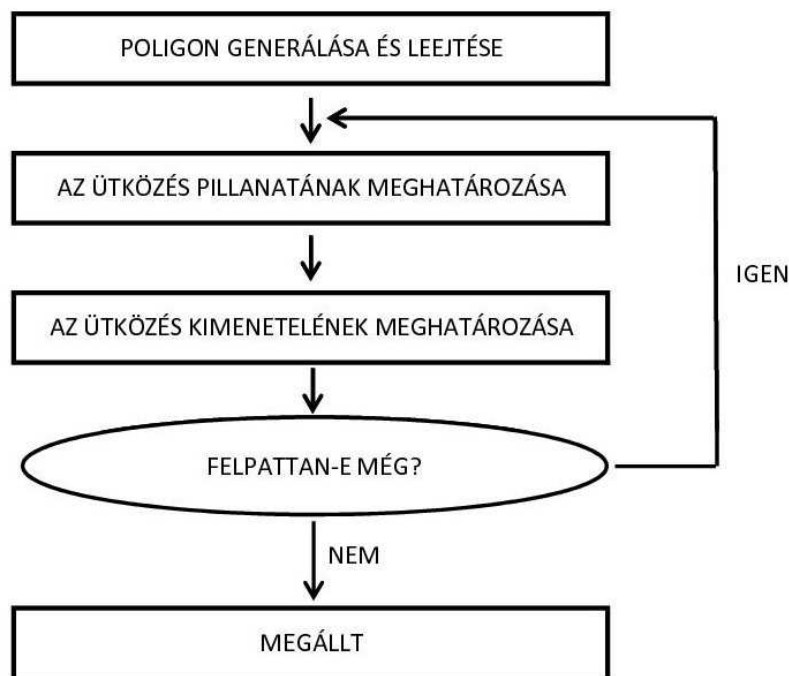 POLIGON GENERÁLÁSA ÉS LEEJTÉSE
AZ ÜTKÖZÉS PILLANATÁNAK MEGHATÁROZÁSA
IGEN
AZ ÜTKÖZÉS KIMENETELÉNEK MEGHATÁROZÁSA
FELPATTAN-E MÉG?
NEM
MEGÁLLT